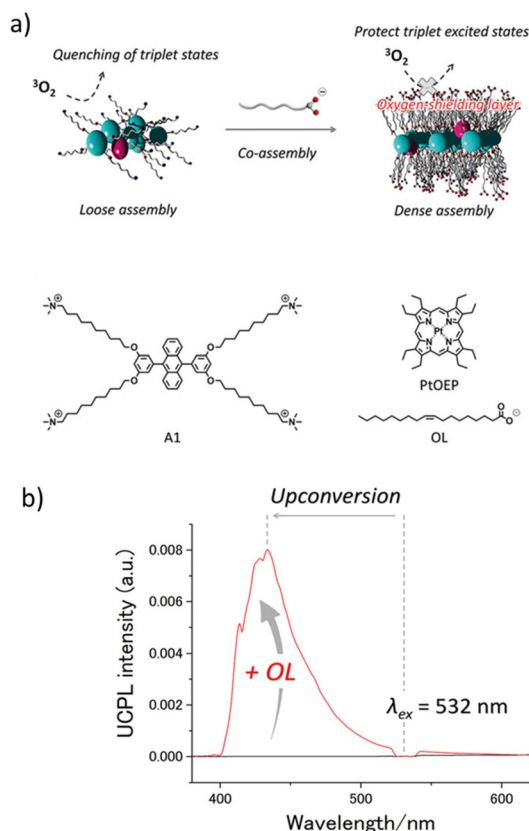 a)
Quenching of triplet states
³O₂
Loose assembly
⊖
Co-assembly
Protect triplet excited states
³O₂
Oxygen-shielding layer
Dense assembly
N⊕
N⊕
O
O
O
O
N⊕
N⊕
A1
N
N
Pt
N
N
PtOEP
O
O⊖
OL
b)
Upconversion
+ OL
λex = 532 nm
UCPL intensity (a.u.)
0.008
0.006
0.004
0.002
0.000
400
500
600
Wavelength/nm